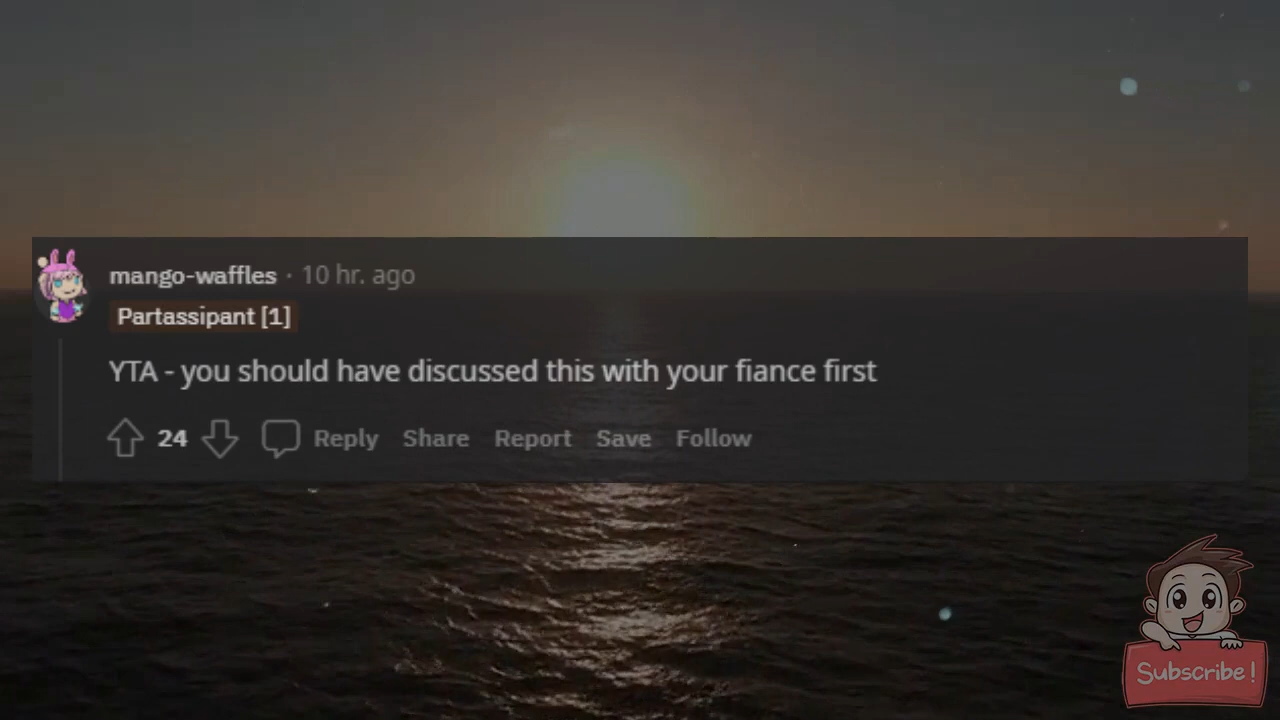 mango-waffles · 10 hr. ago
Partassipant [1]
YTA - you should have discussed this with your fiance first
24 Reply Share Report Save Follow
Subscribe!